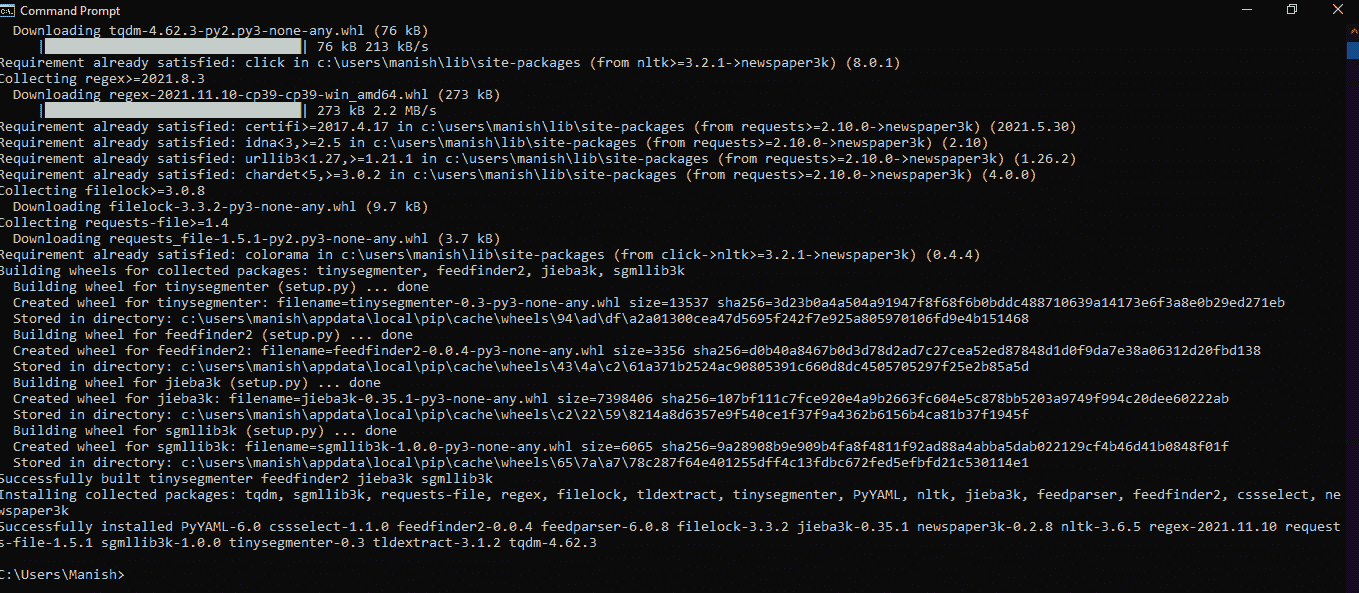 Command Prompt
Downloading tqdm-4.62.3-py2.py3-none-any.whl (76 kB)
| | 76 kB 213 kB/s
Requirement already satisfied: click in c:\users\manish\lib\site-packages (from nltk>=3.2.1->newspaper3k) (8.0.1)
Collecting regex>=2021.8.3
Downloading regex-2021.11.10-cp39-cp39-win_amd64.whl (273 kB)
| | 273 kB 2.2 MB/s
Requirement already satisfied: certifi>=2017.4.17 in c:\users\manish\lib\site-packages (from requests>=2.10.0->newspaper3k) (2021.5.30)
Requirement already satisfied: idna<3,>=2.5 in c:\users\manish\lib\site-packages (from requests>=2.10.0->newspaper3k) (2.10)
Requirement already satisfied: urllib3<1.27,>=1.21.1 in c:\users\manish\lib\site-packages (from requests>=2.10.0->newspaper3k) (1.26.2)
Requirement already satisfied: chardet<5,>=3.0.2 in c:\users\manish\lib\site-packages (from requests>=2.10.0->newspaper3k) (4.0.0)
Collecting filelock>=3.0.8
Downloading filelock-3.3.2-py3-none-any.whl (9.7 kB)
Collecting requests-file>=1.4
Downloading requests_file-1.5.1-py2.py3-none-any.whl (3.7 kB)
Requirement already satisfied: colorama in c:\users\manish\lib\site-packages (from click->nltk>=3.2.1->newspaper3k) (0.4.4)
Building wheels for collected packages: tinysegmenter, feedfinder2, jieba3k, sgmllib3k
Building wheel for tinysegmenter (setup.py) ... done
Created wheel for tinysegmenter: filename=tinysegmenter-0.3-py3-none-any.whl size=13537 sha256=3d23b0a4a504a91947f8f68f6b0bddc488710639a14173e6f3a8e0b29ed271eb
Stored in directory: c:\users\manish\appdata\local\pip\cache\wheels\94\ad\df\a2a01300cea47d5695f242f7e925a805970106fd9e4b151468
Building wheel for feedfinder2 (setup.py) ... done
Created wheel for feedfinder2: filename=feedfinder2-0.0.4-py3-none-any.whl size=3356 sha256=d0b40a8467b0d3d78d2ad7c27cea52ed87848d1d0f9da7e38a06312d20fbd138
Stored in directory: c:\users\manish\appdata\local\pip\cache\wheels\43\4a\c2\61a371b2524ac90805391c660d8dc4505705297f25e2b85a5d
Building wheel for jieba3k (setup.py) ... done
Created wheel for jieba3k: filename=jieba3k-0.35.1-py3-none-any.whl size=7398406 sha256=107bf111c7fce920e4a9b2663fc604e5c878bb5203a9749f994c20dee60222ab
Stored in directory: c:\users\manish\appdata\local\pip\cache\wheels\c2\22\59\8214a8d6357e9f540ce1f37f9a4362b6156b4ca81b37f1945f
Building wheel for sgmllib3k (setup.py) ... done
Created wheel for sgmllib3k: filename=sgmllib3k-1.0.0-py3-none-any.whl size=6065 sha256=9a28908b9e909b4fa8f4811f92ad88a4abba5dab022129cf4b46d41b0848f01f
Stored in directory: c:\users\manish\appdata\local\pip\cache\wheels\65\7a\a7\78c287f64e401255dff4c13fdbc672fed5efbfd21c530114e1
Successfully built tinysegmenter feedfinder2 jieba3k sgmllib3k
Installing collected packages: tqdm, sgmllib3k, requests-file, regex, filelock, tldextract, tinysegmenter, PyYAML, nltk, jieba3k, feedparser, feedfinder2, cssselect, ne
wspaper3k
Successfully installed PyYAML-6.0 cssselect-1.1.0 feedfinder2-0.0.4 feedparser-6.0.8 filelock-3.3.2 jieba3k-0.35.1 newspaper3k-0.2.8 nltk-3.6.5 regex-2021.11.10 request
s-file-1.5.1 sgmllib3k-1.0.0 tinysegmenter-0.3 tldextract-3.1.2 tqdm-4.62.3
C:\Users\Manish>